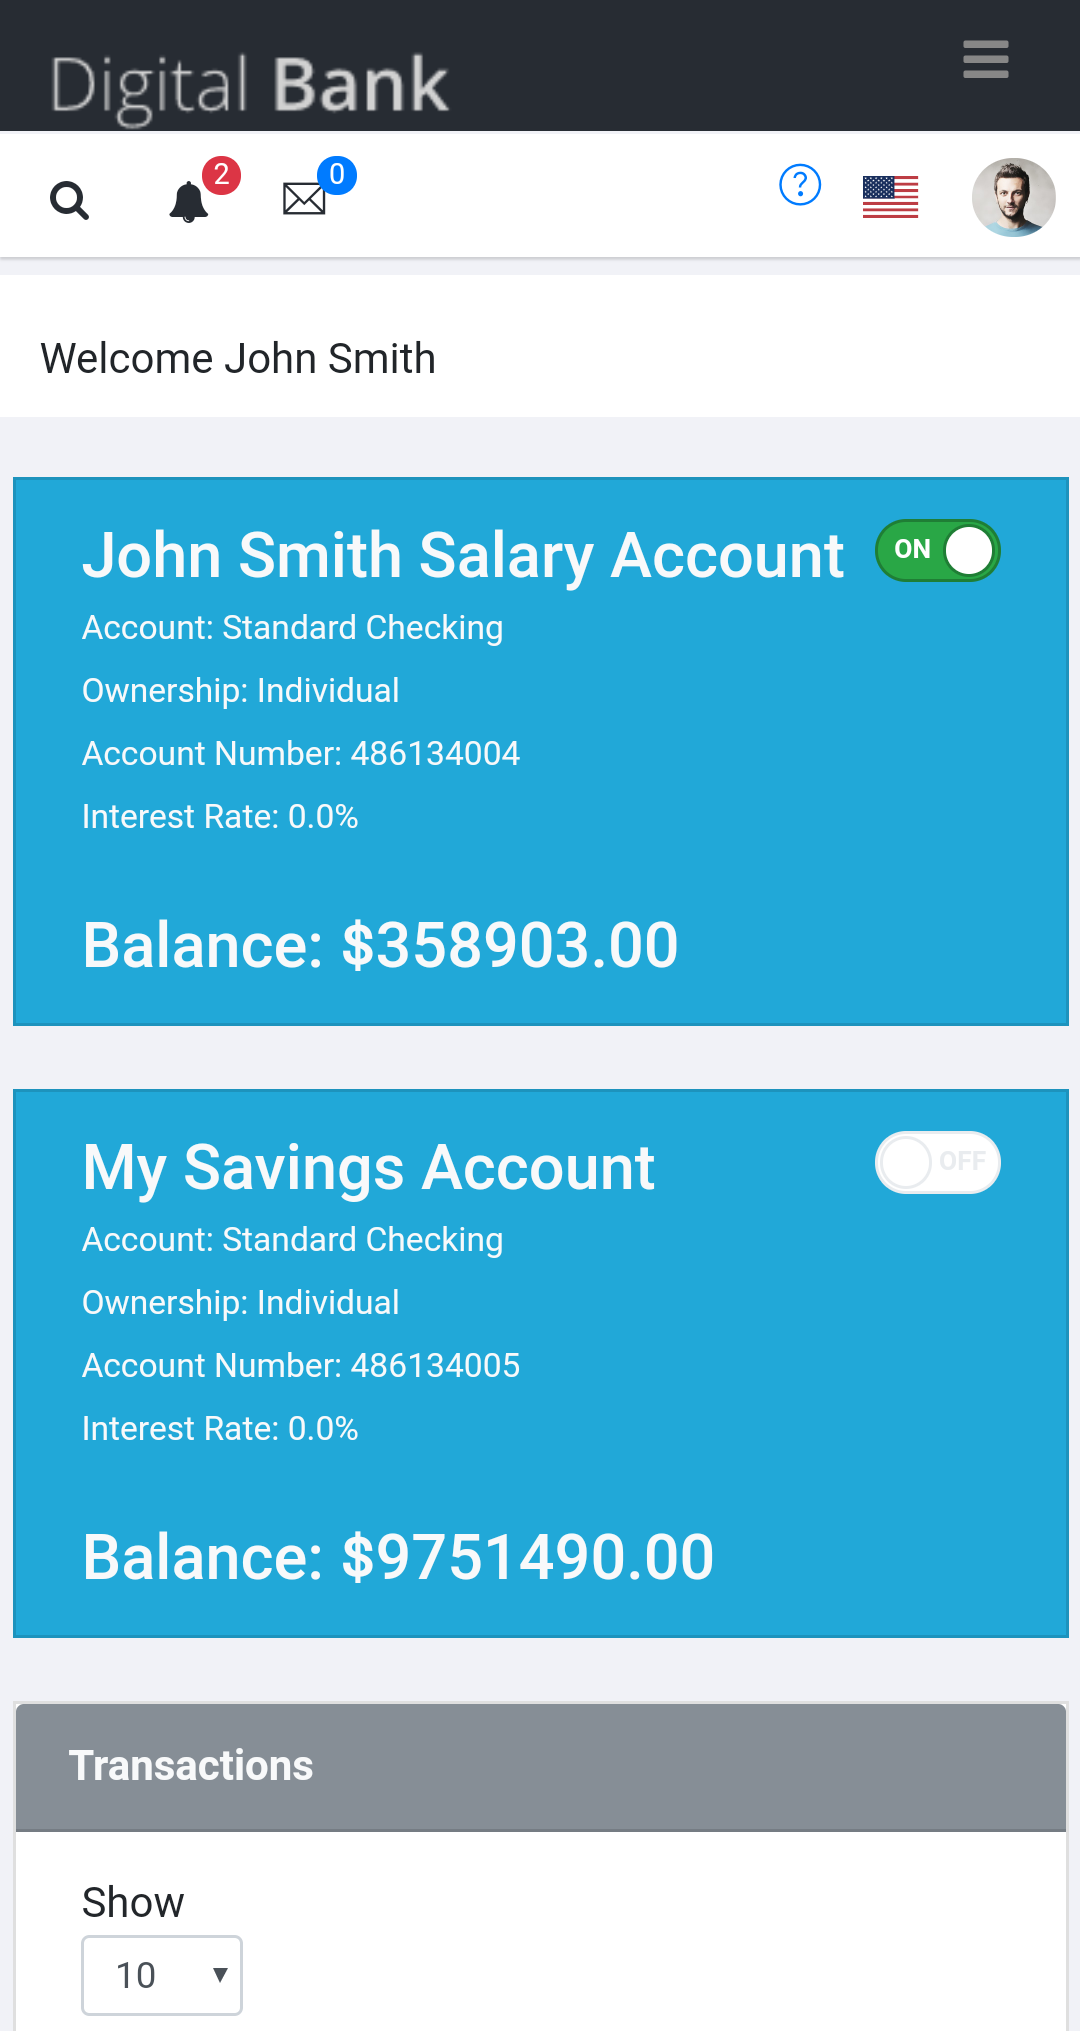 Digital Bank
2
0
?
Welcome John Smith
John Smith Salary Account
ON
Account: Standard Checking
Ownership: Individual
Account Number: 486134004
Interest Rate: 0.0%
Balance: $358903.00
My Savings Account
OFF
Account: Standard Checking
Ownership: Individual
Account Number: 486134005
Interest Rate: 0.0%
Balance: $9751490.00
Transactions
Show
10